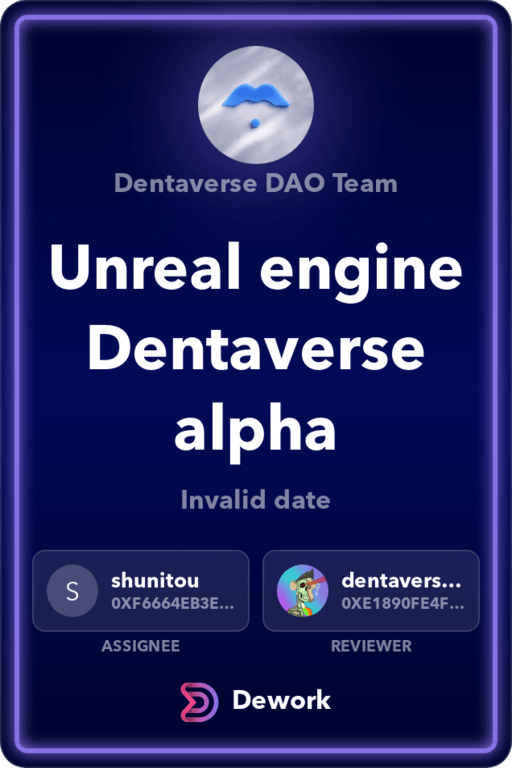 Dentaverse DAO Team
Unreal engine
Dentaverse
alpha
Invalid date
S
shunitou
0XF6664EB3E...
dentavers...
0XE1890FE4F...
ASSIGNEE
REVIEWER
Dework